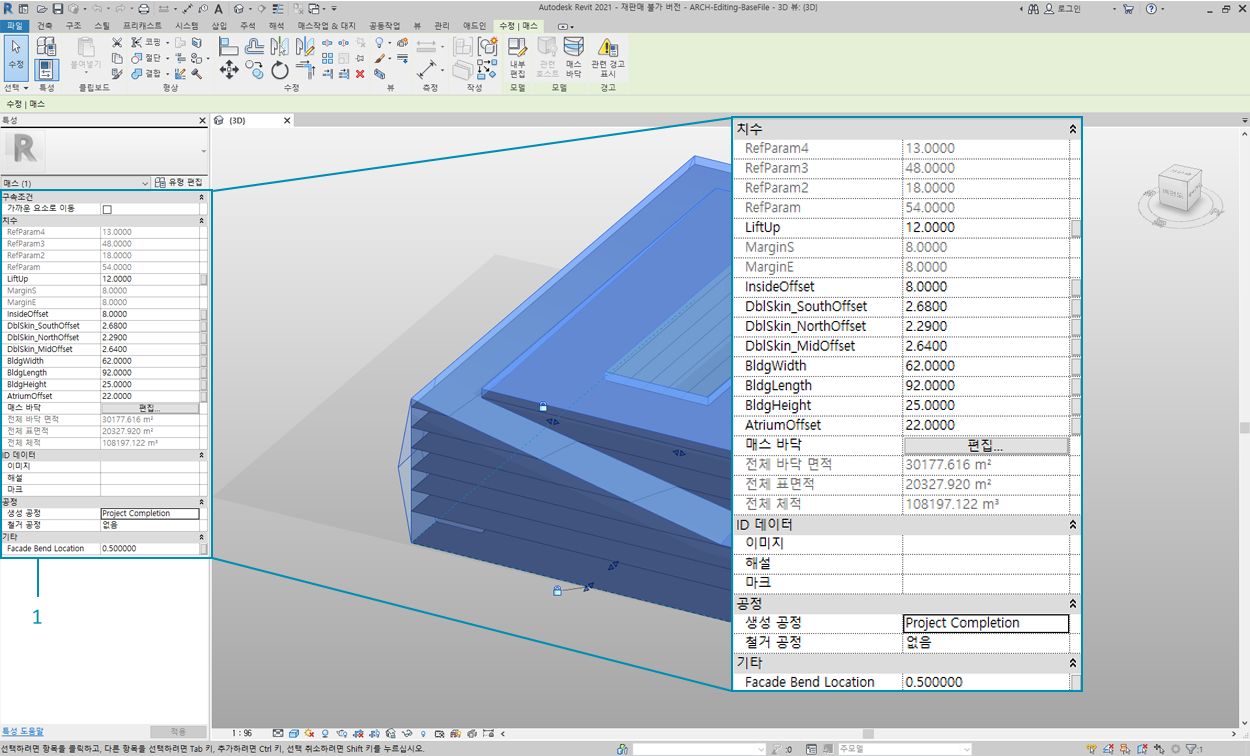 Autodesk Revit 2021 - 재판매 불가 버전 - ARCH-Editing-BaseFile - 3D 뷰: (3D)
로그인
파일 건축 구조 스틸 프리캐스트 시스템 삽입 주석 해석 매스작업 & 대지 공동작업 뷰 관리 애드인 수정 | 매스
수정
붙여넣기
코핑
절단
결합
내부 편집
관련 호스트
매스 바닥
관련 경고 표시
선택 특성 클립보드 형상 수정 뷰 측정 작성 모델 모델 경고
수정 | 매스
특성
(3D)
매스 (1)
유형 편집
구속조건
가까운 요소로 이동
치수
RefParam4 13.0000
RefParam3 48.0000
RefParam2 18.0000
RefParam 54.0000
LiftUp 12.0000
MarginS 8.0000
MarginE 8.0000
InsideOffset 8.0000
DblSkin_SouthOffset 2.6800
DblSkin_NorthOffset 2.2900
DblSkin_MidOffset 2.6400
BldgWidth 62.0000
BldgLength 92.0000
BldgHeight 25.0000
AtriumOffset 22.0000
매스 바닥 편집...
전체 바닥 면적 30177.616 m²
전체 표면적 20327.920 m²
전체 체적 108197.122 m³
ID 데이터
이미지
해설
마크
공정
생성 공정 Project Completion
철거 공정 없음
기타
Facade Bend Location 0.500000
1
치수
RefParam4 13.0000
RefParam3 48.0000
RefParam2 18.0000
RefParam 54.0000
LiftUp 12.0000
MarginS 8.0000
MarginE 8.0000
InsideOffset 8.0000
DblSkin_SouthOffset 2.6800
DblSkin_NorthOffset 2.2900
DblSkin_MidOffset 2.6400
BldgWidth 62.0000
BldgLength 92.0000
BldgHeight 25.0000
AtriumOffset 22.0000
매스 바닥 편집...
전체 바닥 면적 30177.616 m²
전체 표면적 20327.920 m²
전체 체적 108197.122 m³
ID 데이터
이미지
해설
마크
공정
생성 공정 Project Completion
철거 공정 없음
기타
Facade Bend Location 0.500000
특성 도움말 적용
1 : 96
선택하려면 항목을 클릭하고, 다른 항목을 선택하려면 Tab 키, 추가하려면 Ctrl 키, 선택 취소하려면 Shift 키를 누르십시오.
:0
주모델
:1